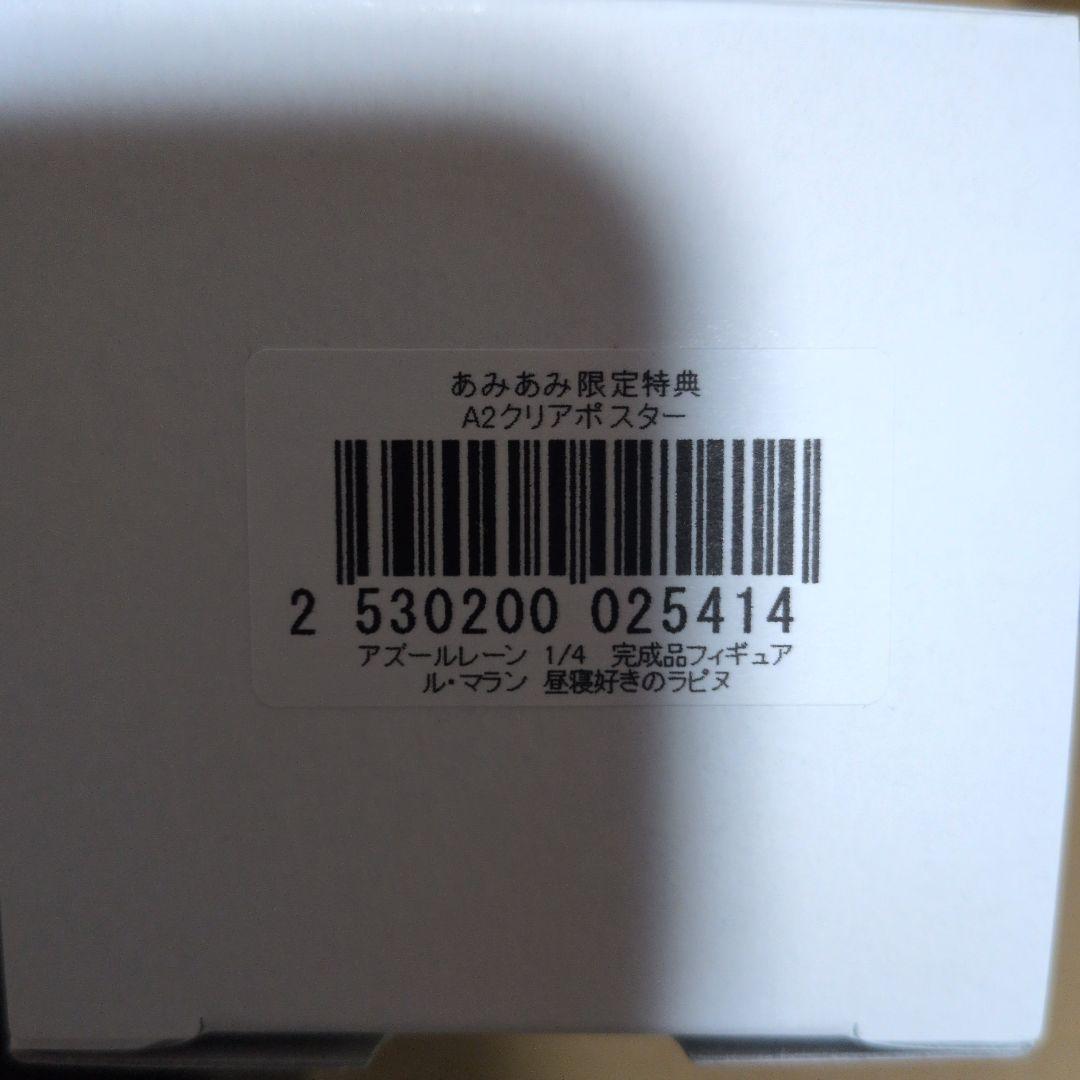 あみあみ限定特典
A2クリアポスター
2 530200 025414
アズールレーン 1/4 完成品フィギュア
ル・マラン 昼寝好きのラピヌ